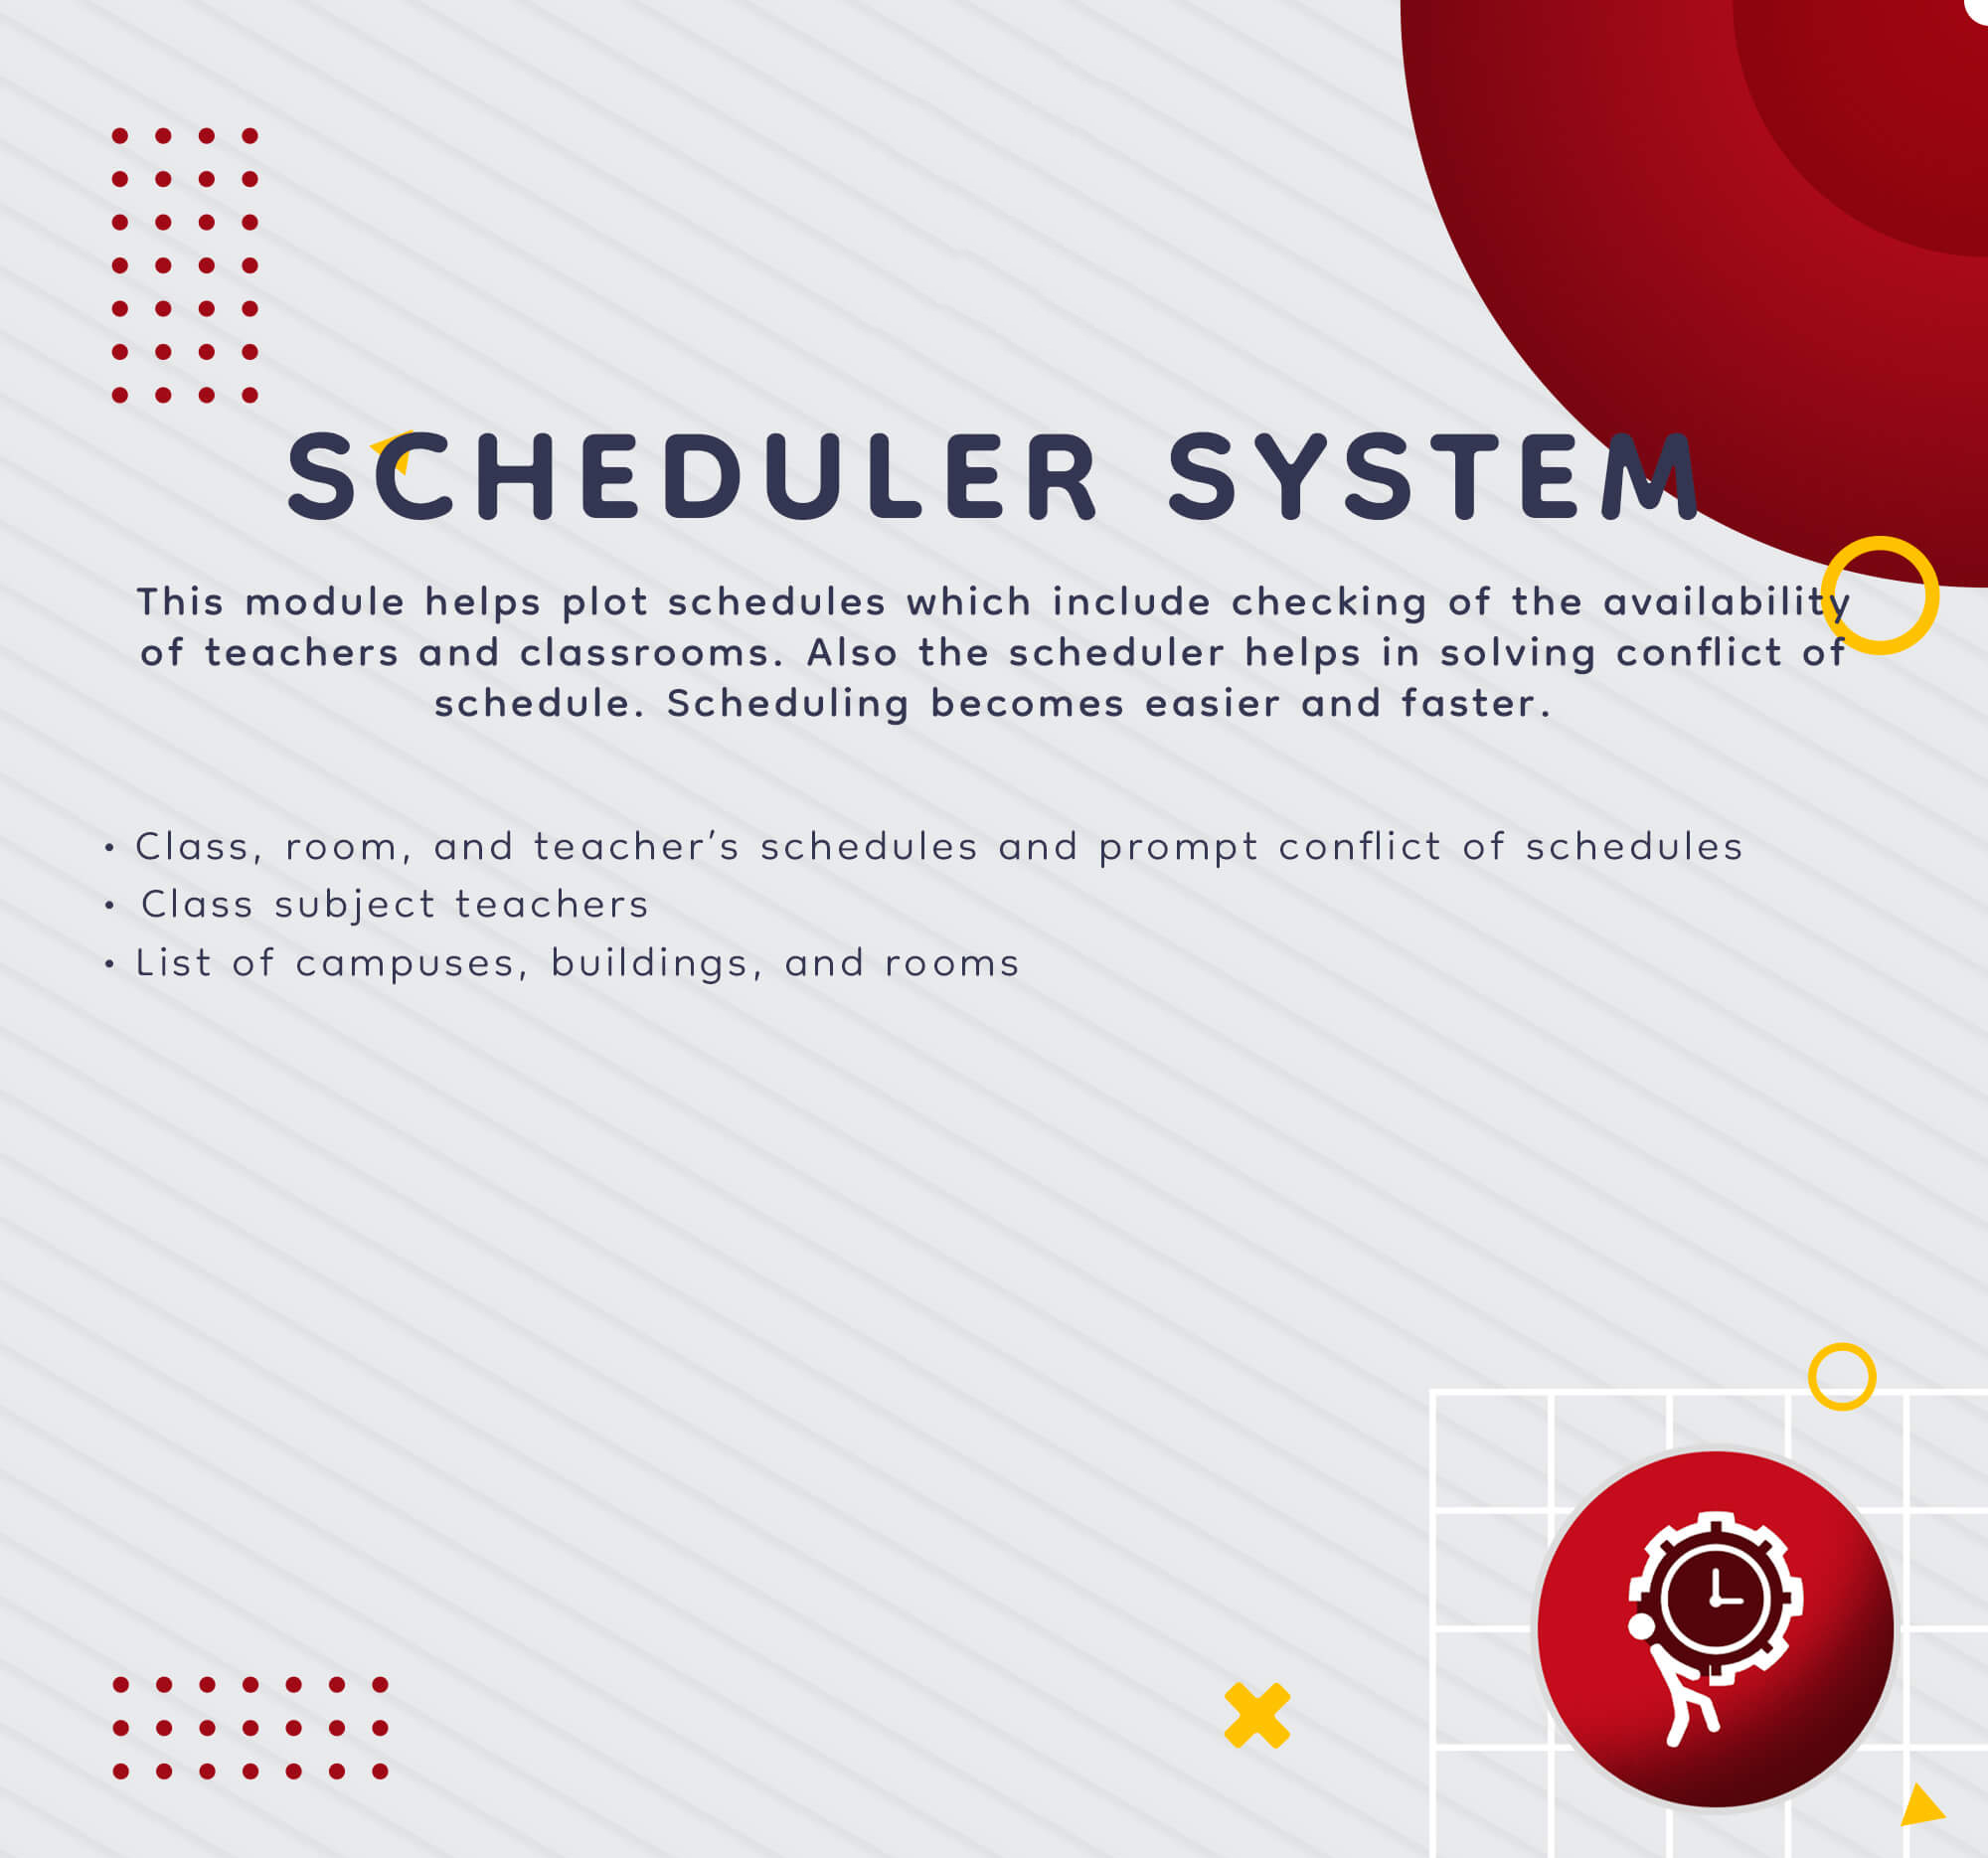 SCHEDULER SYSTEM
This module helps plot schedules which include checking of the availability
of teachers and classrooms. Also the scheduler helps in solving conflict of
schedule. Scheduling becomes easier and faster.
• Class, room, and teacher’s schedules and prompt conflict of schedules
• Class subject teachers
• List of campuses, buildings, and rooms